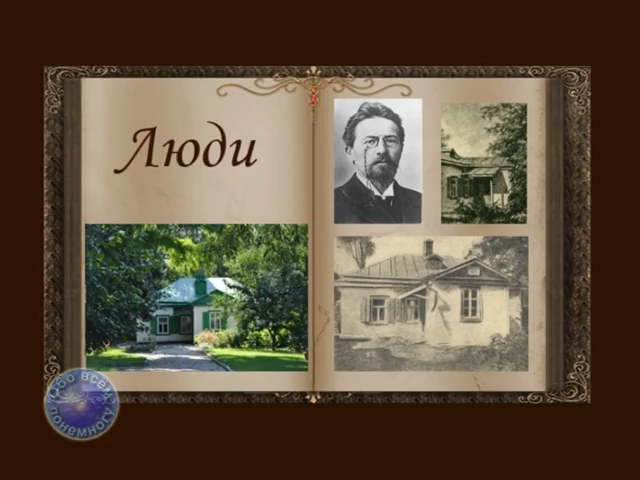 Люди
Обо всем
понемногу